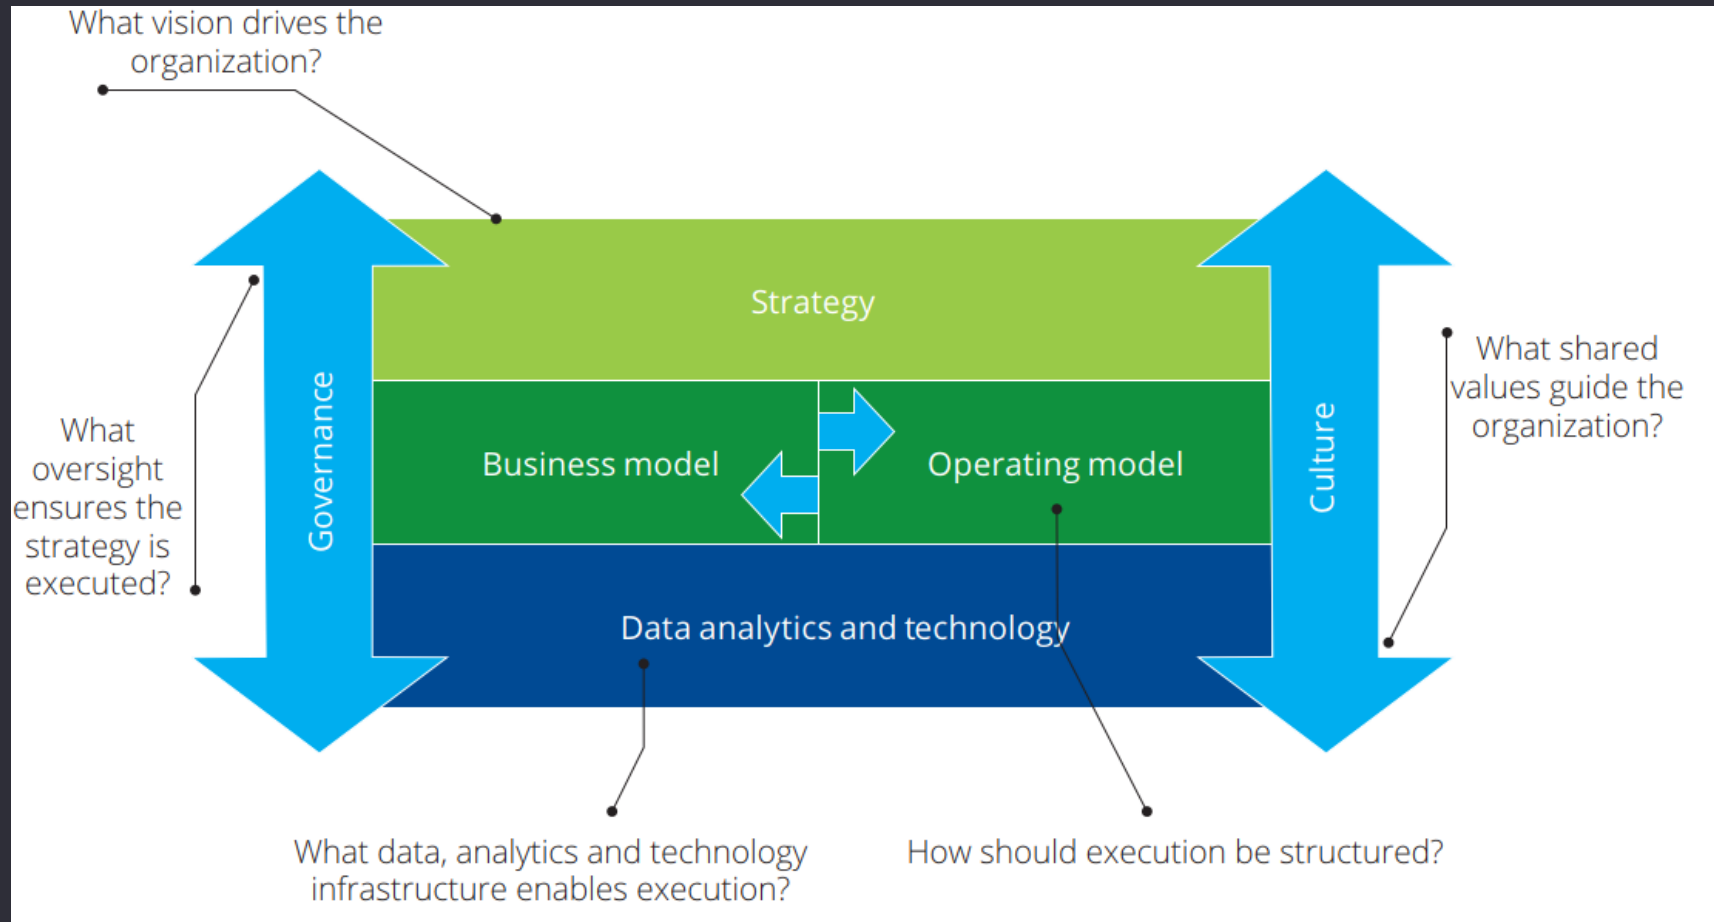 What vision drives the
organization?
Strategy
Governance
What
oversight
ensures the
strategy is
executed?
Business model
Operating model
Culture
What shared
values guide the
organization?
Data analytics and technology
What data, analytics and technology
infrastructure enables execution?
How should execution be structured?